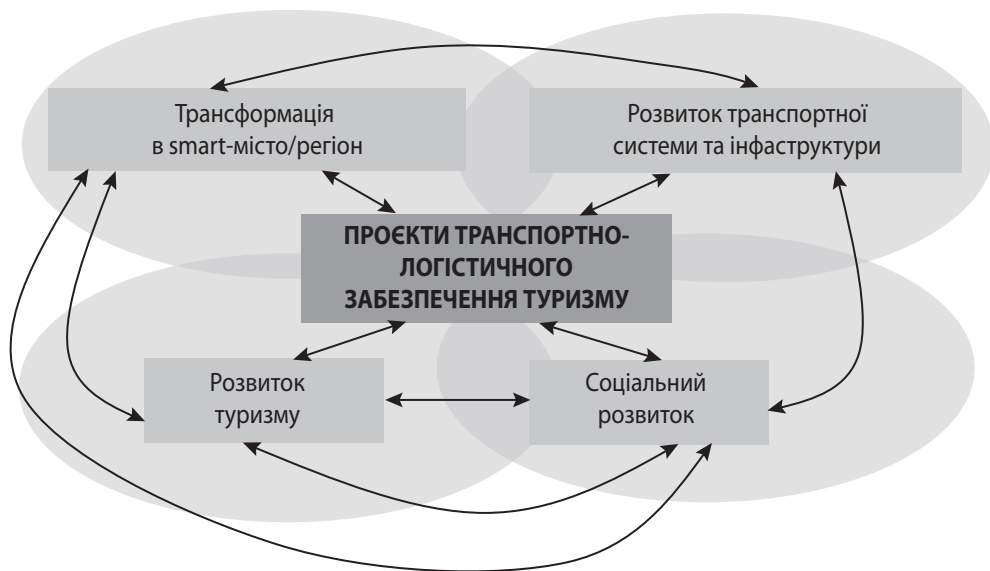 Трансформація
в smart-місто/регіон
Розвиток транспортної
системи та інфаструктури
ПРОЄКТИ ТРАНСПОРТНО-
ЛОГІСТИЧНОГО
ЗАБЕЗПЕЧЕННЯ ТУРИЗМУ
Розвиток
туризму
Соціальний
розвиток